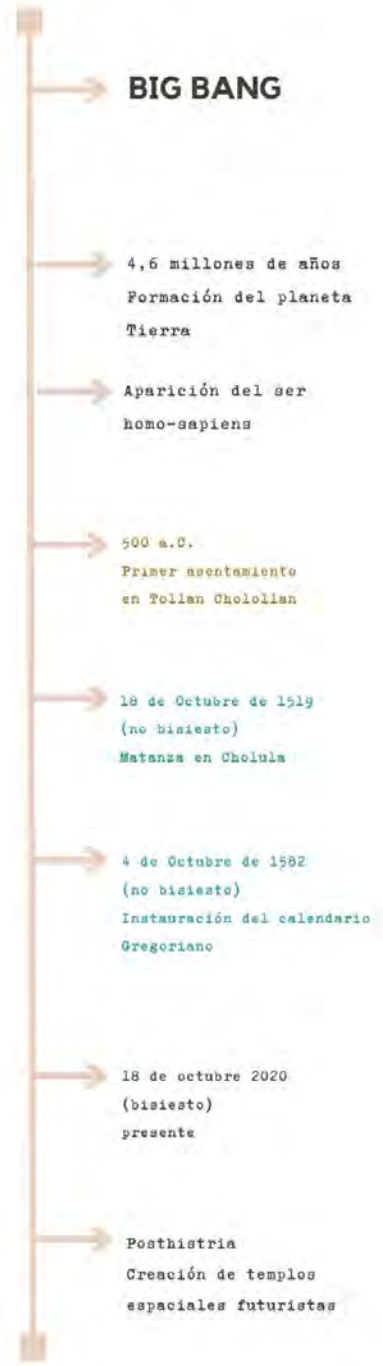 BIG BANG
4,6 millones de años
Formación del planeta
Tierra
Aparición del ser
homo-sapiens
500 a.C.
Primer asentamiento
en Tollan Cholollan
18 de Octubre de 1519
(no bisiesto)
Matanza en Cholula
4 de Octubre de 1582
(no bisiesto)
Instauración del calendario
Gregoriano
18 de octubre 2020
(bisiesto)
presente
Posthistria
Creación de templos
espaciales futuristas